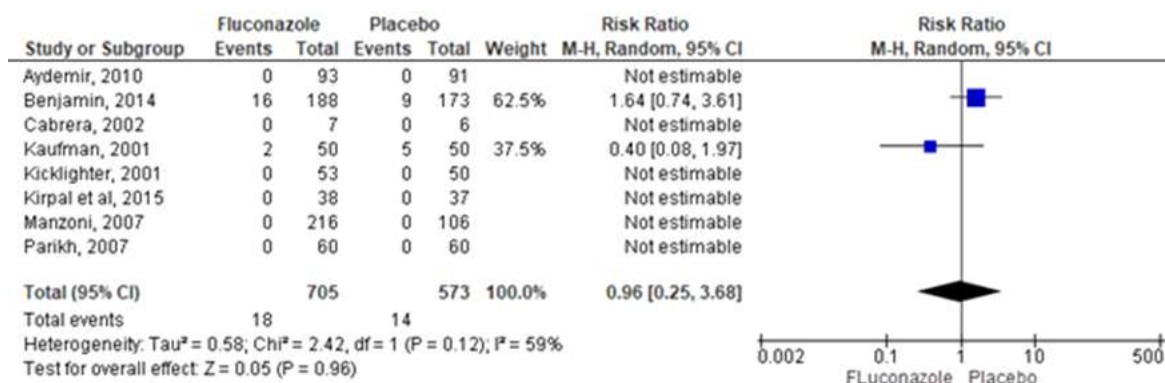 Fluconazole Placebo Risk Ratio Risk Ratio
Study or Subgroup Events Total Events Total Weight M-H, Random, 95% CI M-H, Random, 95% CI
Aydemir, 2010 0 93 0 91 Not estimable
Benjamin, 2014 16 188 9 173 62.5% 1.64 [0.74, 3.61]
Cabrera, 2002 0 7 0 6 Not estimable
Kaufman, 2001 2 50 5 50 37.5% 0.40 [0.08, 1.97]
Kicklighter, 2001 0 53 0 50 Not estimable
Kirpal et al, 2015 0 38 0 37 Not estimable
Manzoni, 2007 0 216 0 106 Not estimable
Parikh, 2007 0 60 0 60 Not estimable
Total (95% CI) 705 573 100.0% 0.96 [0.25, 3.68]
Total events 18 14
Heterogeneity: Tau² = 0.58; Chi² = 2.42, df = 1 (P = 0.12); I² = 59%
Test for overall effect: Z = 0.05 (P = 0.96)
0.002 0.1 1 10 500
FLuconazole Placebo